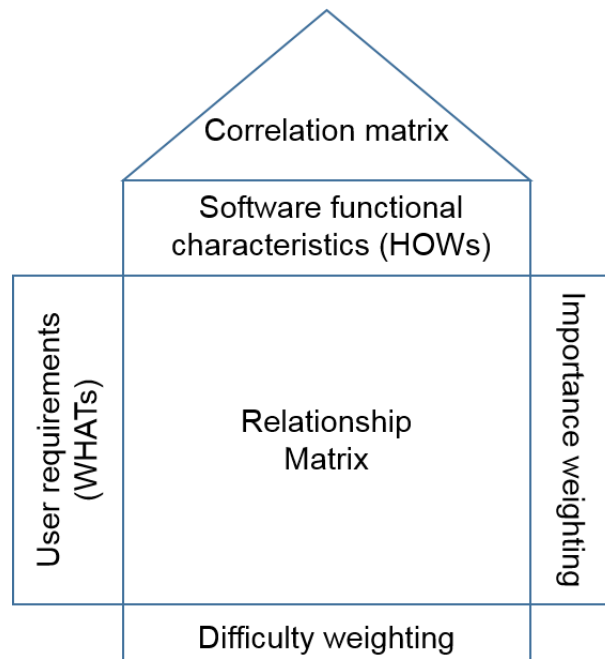 Correlation matrix
Software functional
characteristics (HOWs)
User requirements
(WHATs)
Relationship
Matrix
Importance weighting
Difficulty weighting